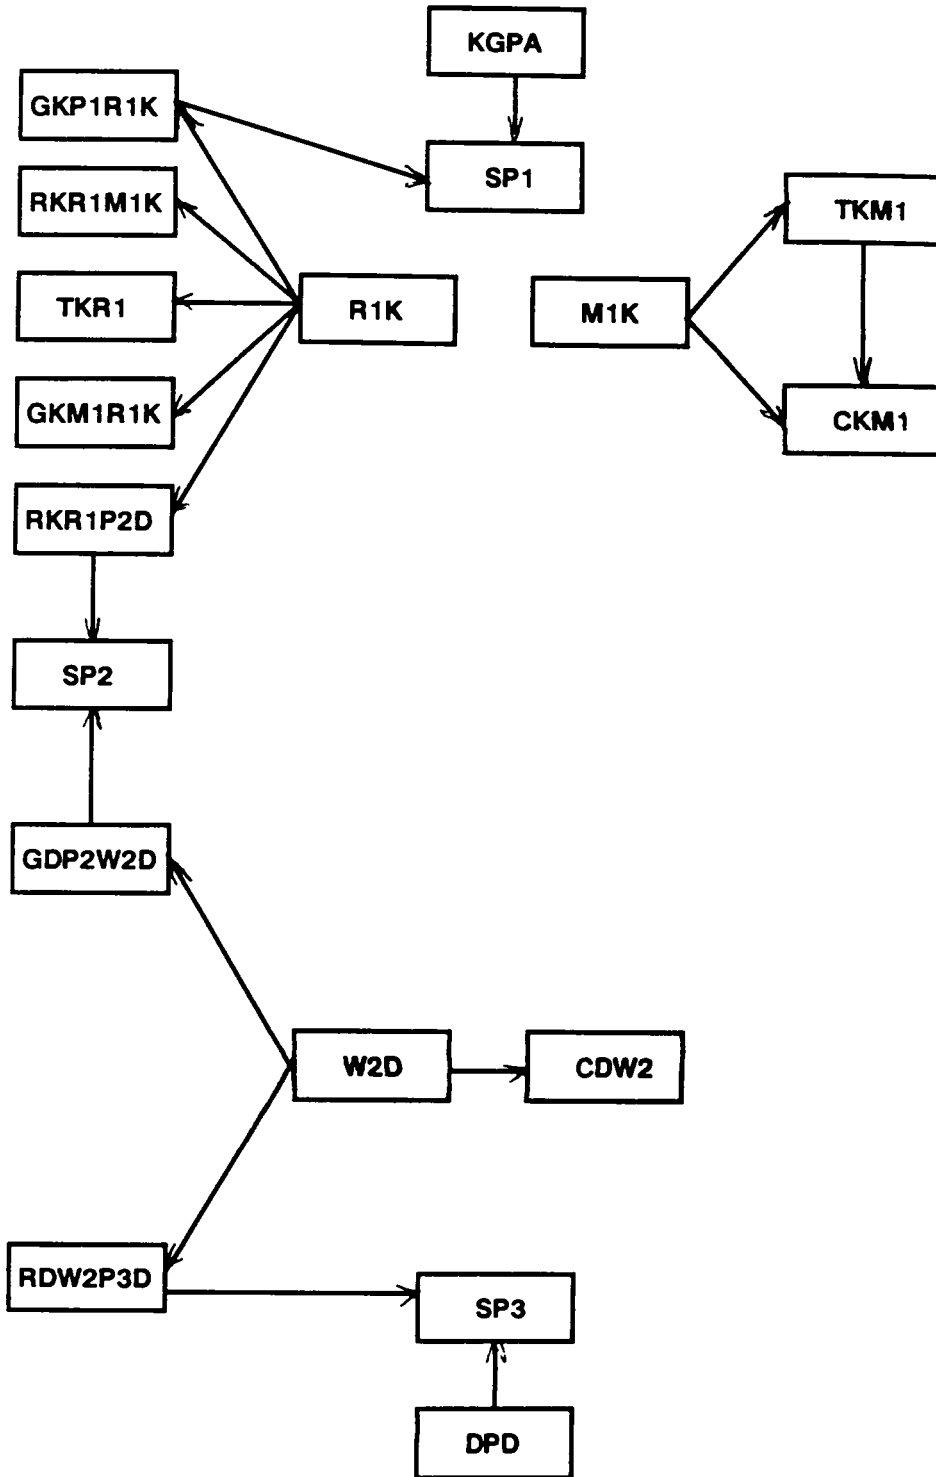 KGPA
GKP1R1K
SP1
RKR1M1K
TKM1
TKR1
R1K
M1K
GKM1R1K
CKM1
RKR1P2D
SP2
GDP2W2D
W2D
CDW2
RDW2P3D
SP3
DPD